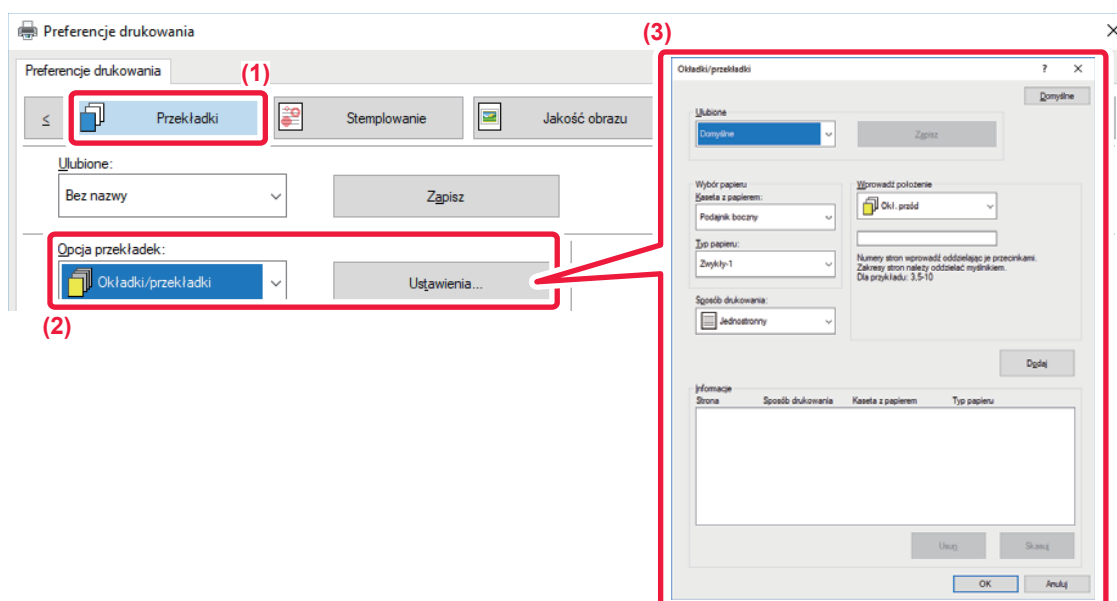 Preferencje drukowania
Preferencje drukowania
(1)
≤
Przekładki
Stemplowanie
Jakość obrazu
Ulubione:
Bez nazwy
Zapisz
Opcja przekładek:
Okładki/przekładki
Ustawienia...
(2)
(3)
Okładki/przekładki
?
Domyślne
Ulubione
Domyślne
Zapisz
Wybór papieru
Kaseta z papierem:
Podajnik boczny
Typ papieru:
Zwykły-1
Sposób drukowania:
Jednostronny
Wprowadź położenie
Okł. przód
Numery stron wprowadź oddzielając je przecinkami.
Zakresy stron należy oddzielać myślnikiem.
Dla przykładu: 3,5-10
Dodaj
Informacje
Strona Sposób drukowania Kaseta z papierem Typ papieru
Usuń Skasuj
OK Anuluj